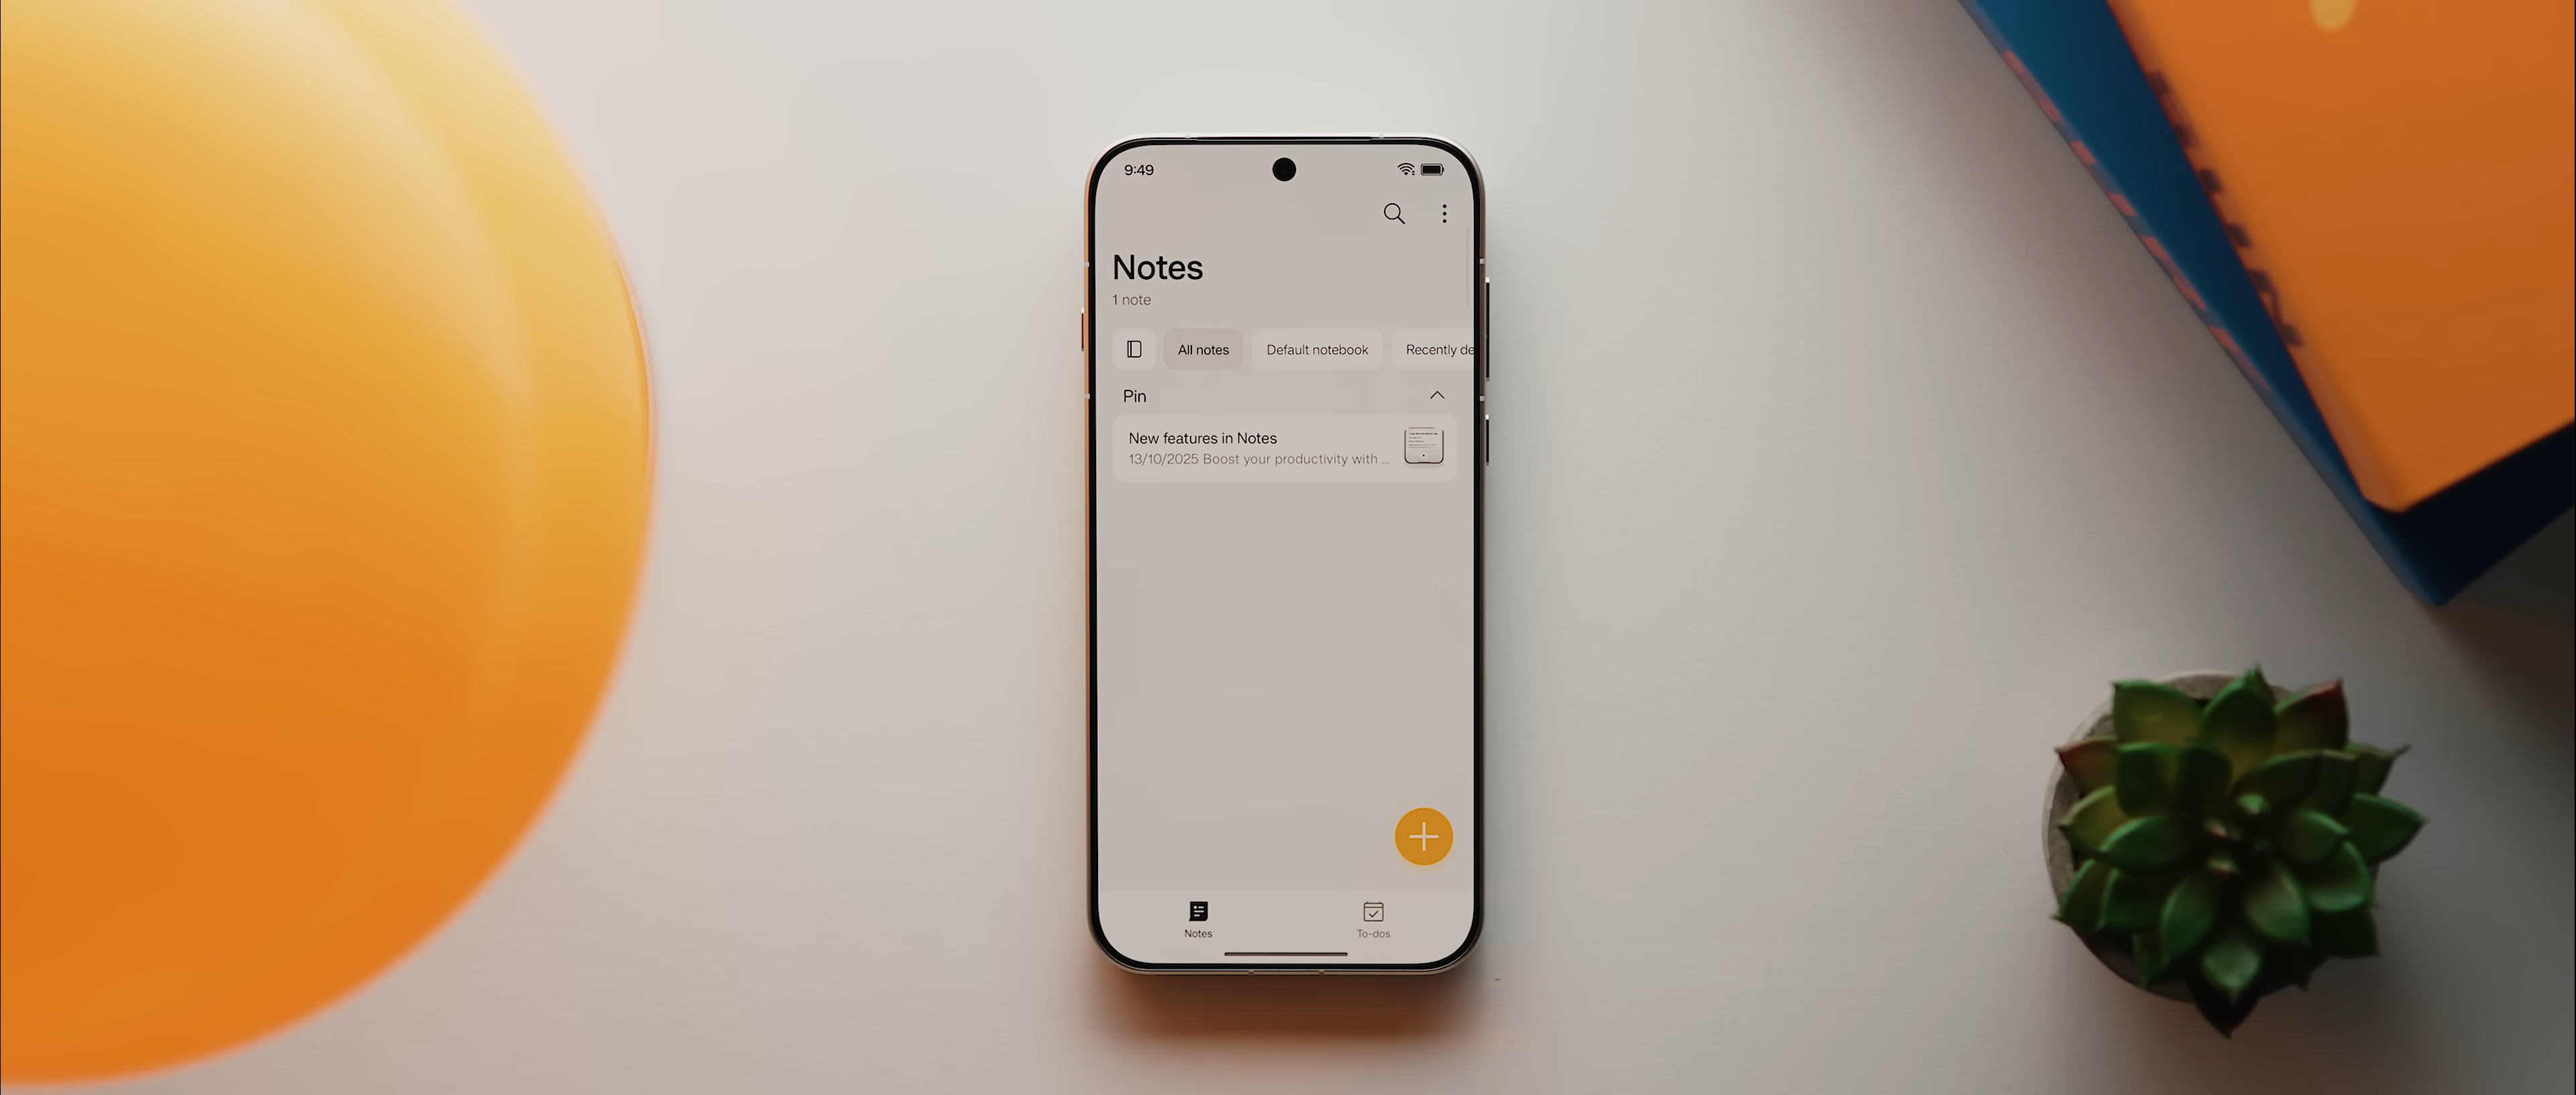 9:49
Notes
1 note
All notes Default notebook Recently de
Pin
New features in Notes
13/10/2025 Boost your productivity with ...
Notes To-dos